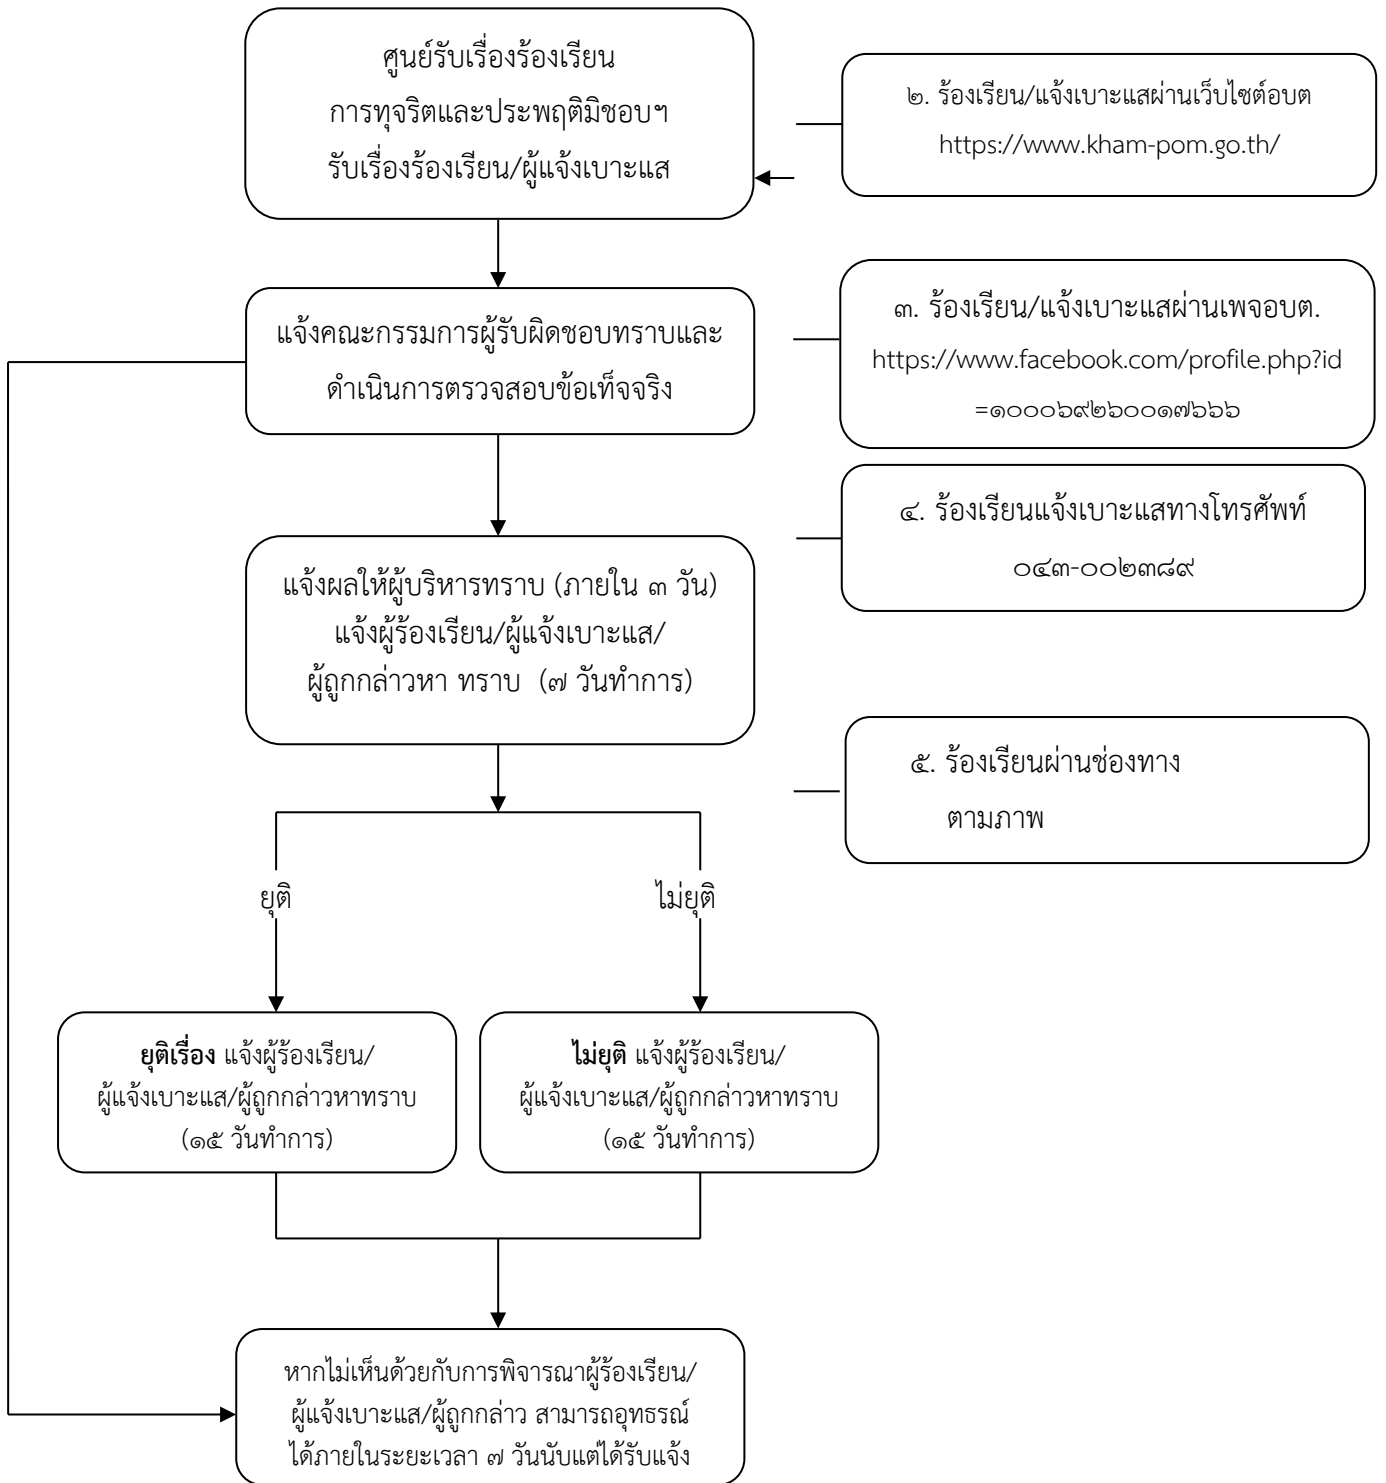 ศูนย์รับเรื่องร้องเรียน
การทุจริตและประพฤติมิชอบฯ
รับเรื่องร้องเรียน/ผู้แจ้งเบาะแส
๒. ร้องเรียน/แจ้งเบาะแสผ่านเว็บไซต์อบต
https://www.kham-pom.go.th/
แจ้งคณะกรรมการผู้รับผิดชอบทราบและ
ดำเนินการตรวจสอบข้อเท็จจริง
๓. ร้องเรียน/แจ้งเบาะแสผ่านเพจอบต.
https://www.facebook.com/profile.php?id
=๑๐๐๐๖๙๒๖๐๐๑๗๖๖๖
๔. ร้องเรียนแจ้งเบาะแสทางโทรศัพท์
๐๔๓-๐๐๒๓๘๙
แจ้งผลให้ผู้บริหารทราบ (ภายใน ๓ วัน)
แจ้งผู้ร้องเรียน/ผู้แจ้งเบาะแส/
ผู้ถูกกล่าวหา ทราบ (๗ วันทำการ)
๕. ร้องเรียนผ่านช่องทาง
ตามภาพ
ยุติ
ไม่ยุติ
ยุติเรื่อง แจ้งผู้ร้องเรียน/
ผู้แจ้งเบาะแส/ผู้ถูกกล่าวหาทราบ
(๑๕ วันทำการ)
ไม่ยุติ แจ้งผู้ร้องเรียน/
ผู้แจ้งเบาะแส/ผู้ถูกกล่าวหาทราบ
(๑๕ วันทำการ)
หากไม่เห็นด้วยกับการพิจารณาผู้ร้องเรียน/
ผู้แจ้งเบาะแส/ผู้ถูกกล่าว สามารถอุทธรณ์
ได้ภายในระยะเวลา ๗ วันนับแต่ได้รับแจ้ง